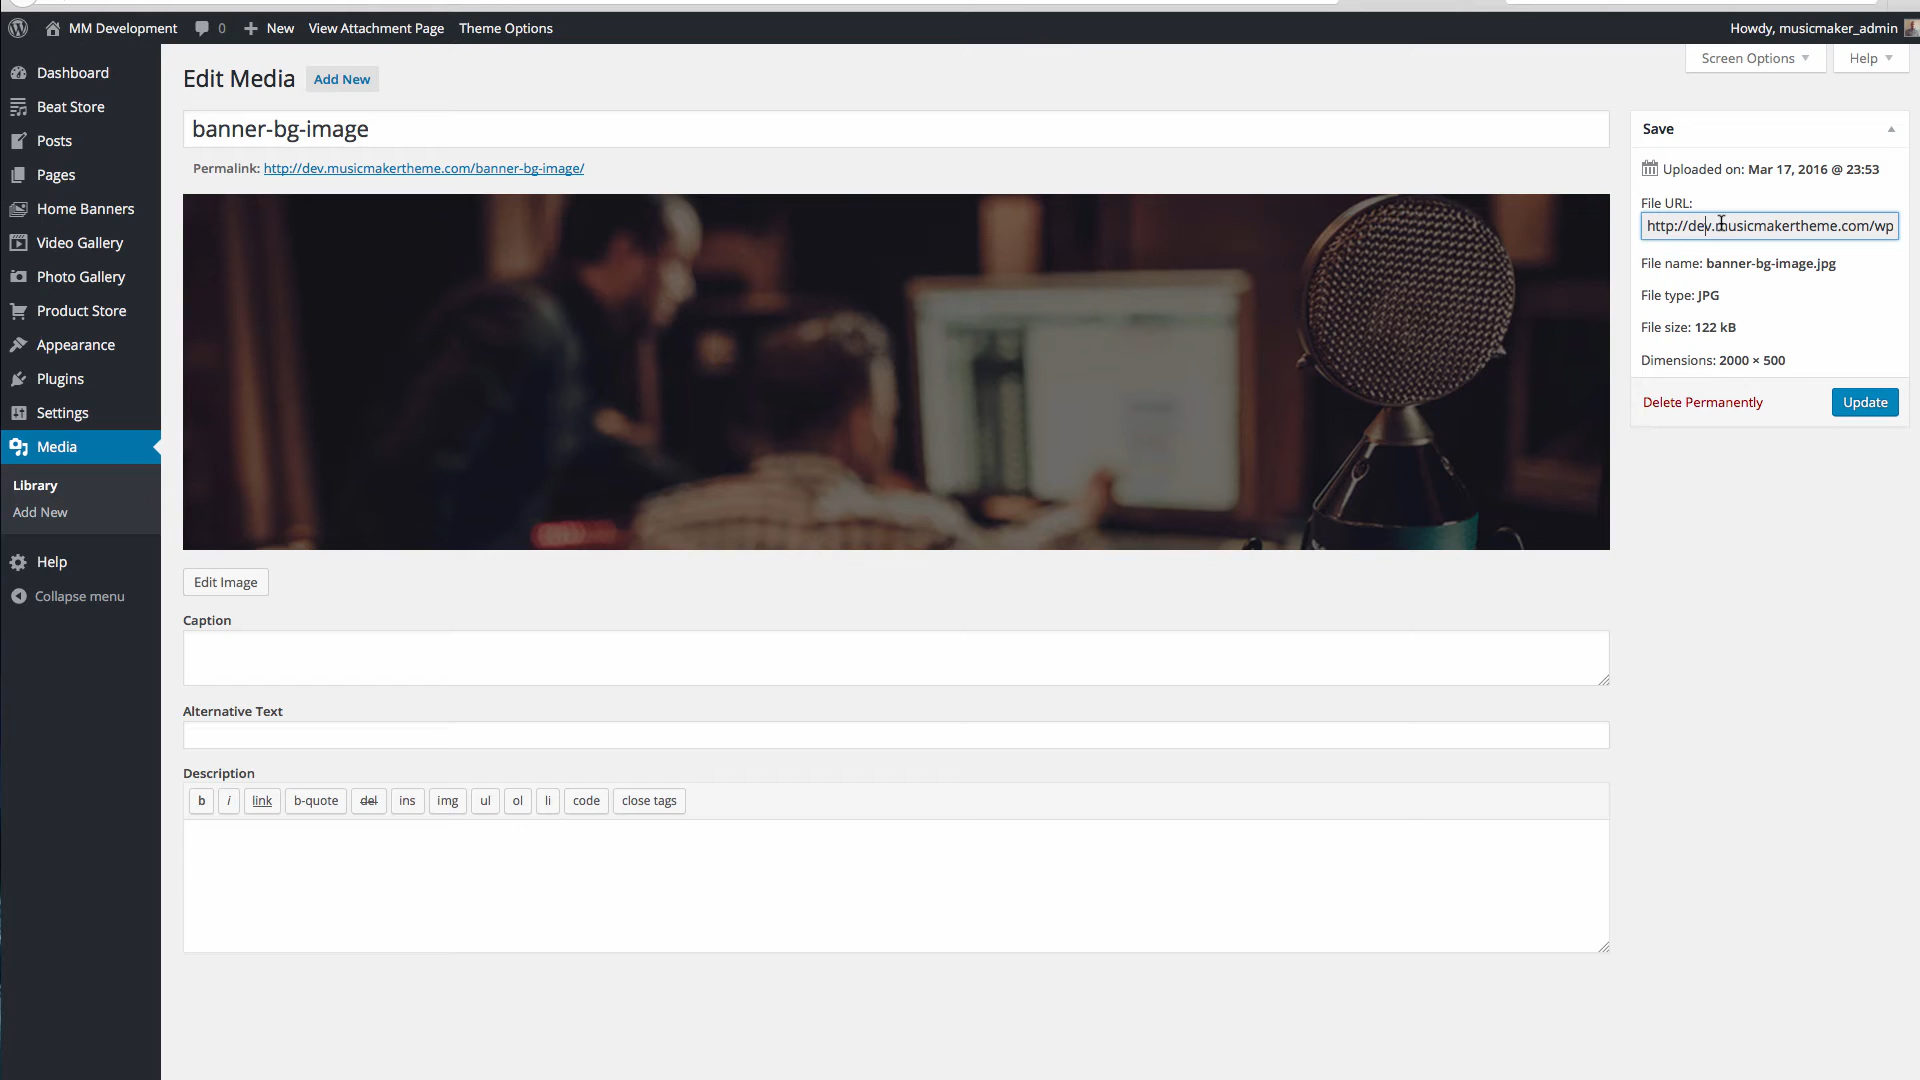 MM Development 0 New View Attachment Page Theme Options Howdy, musicmaker_admin
Screen Options Help
Dashboard
Beat Store
Posts
Pages
Home Banners
Video Gallery
Photo Gallery
Product Store
Appearance
Plugins
Settings
Media
Library
Add New
Help
Collapse menu
Edit Media Add New
banner-bg-image
Permalink: http://dev.musicmakertheme.com/banner-bg-image/
Edit Image
Caption
Alternative Text
Description
b i link b-quote del ins img ul ol li code close tags
Save
Uploaded on: Mar 17, 2016 @ 23:53
File URL:
http://dev.musicmakertheme.com/wp
File name: banner-bg-image.jpg
File type: JPG
File size: 122 kB
Dimensions: 2000 × 500
Delete Permanently Update